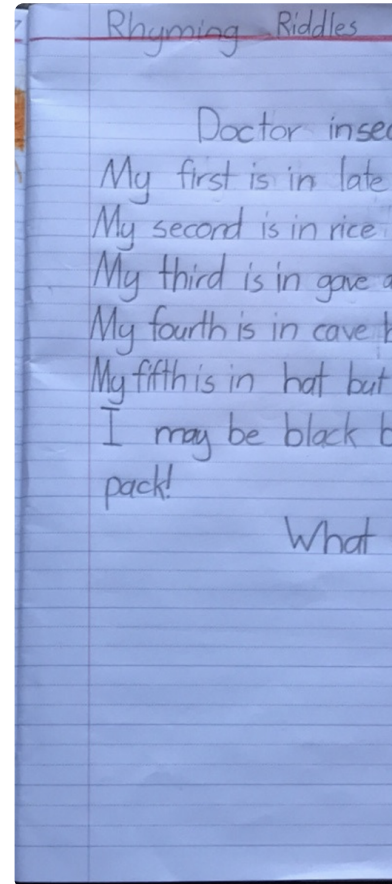 Rhyming Riddles
Doctor insec
My first is in late
My second is in rice
My third is in gave a
My fourth is in cave b
My fifth is in hat but
I may be black b
pack!
What